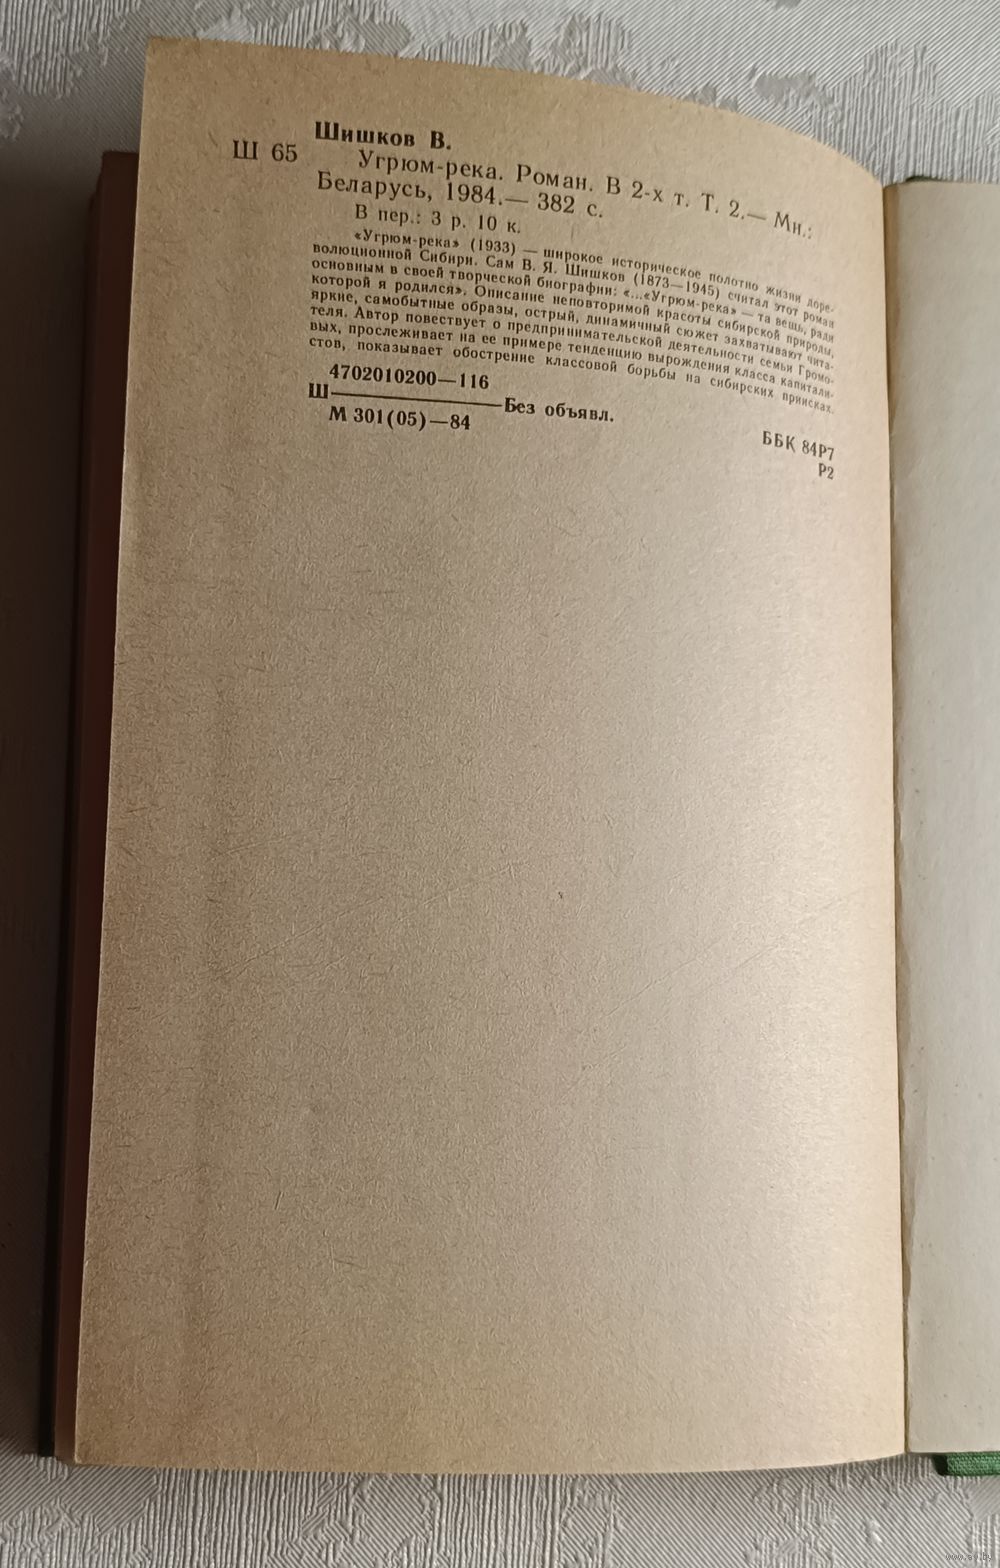 Шишков В.
Ш 65 Угрюм-река. Роман. В 2-х т. Т. 2.— Мн.:
Беларусь, 1984.— 382 с.
В пер.: 3 р. 10 к.
«Угрюм-река» (1933) — широкое историческое полотно жизни доре-
волюционной Сибири. Сам В. Я. Шишков (1873—1945) считал этот роман
основным в своей творческой биографии: «...«Угрюм-река» — та вещь, ради
которой я родился». Описание неповторимой красоты сибирской природы,
яркие, самобытные образы, острый, динамичный сюжет захватывают чита-
теля. Автор повествует о предпринимательской деятельности семьи Громо-
вых, прослеживает на ее примере тенденцию вырождения класса капитали-
стов, показывает обострение классовой борьбы на сибирских приисках.
4702010200—116
Ш — Без объявл.
М 301(05)—84
ББК 84Р7
Р2
www.ay.by